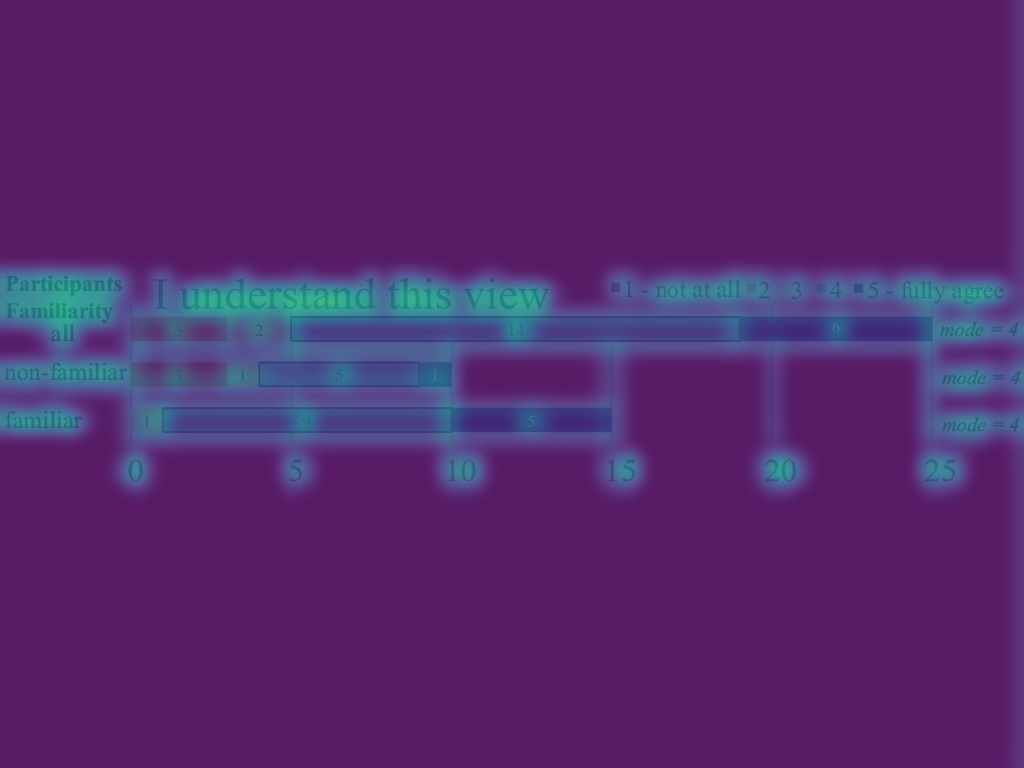 Participants
Familiarity
I understand this view
1 - not at all 2 3 4 5 - fully agree
all 3 2 14 6 mode = 4
non-familiar 3 1 5 1 mode = 4
familiar 1 9 5 mode = 4
0 5 10 15 20 25